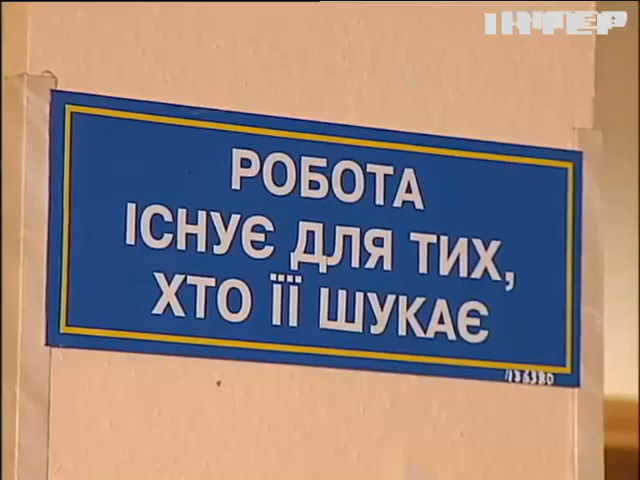 ІНТЕР
РОБОТА
ІСНУЄ ДЛЯ ТИХ,
ХТО ЇЇ ШУКАЄ